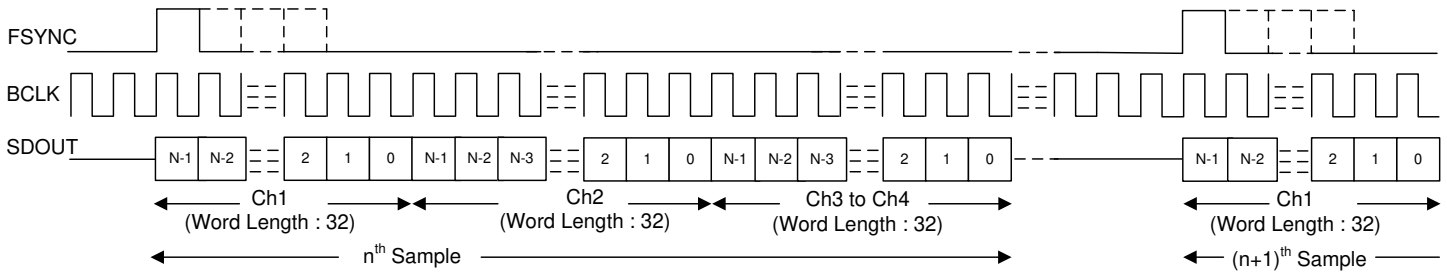 FSYNC
BCLK
SDOUT N-1 N-2 2 1 0 N-1 N-2 N-3 2 1 0 N-1 N-2 N-3 2 1 0 N-1 N-2 2 1 0
Ch1 Ch2 Ch3 to Ch4 Ch1
(Word Length : 32) (Word Length : 32) (Word Length : 32) (Word Length : 32)
nth Sample (n+1)th Sample